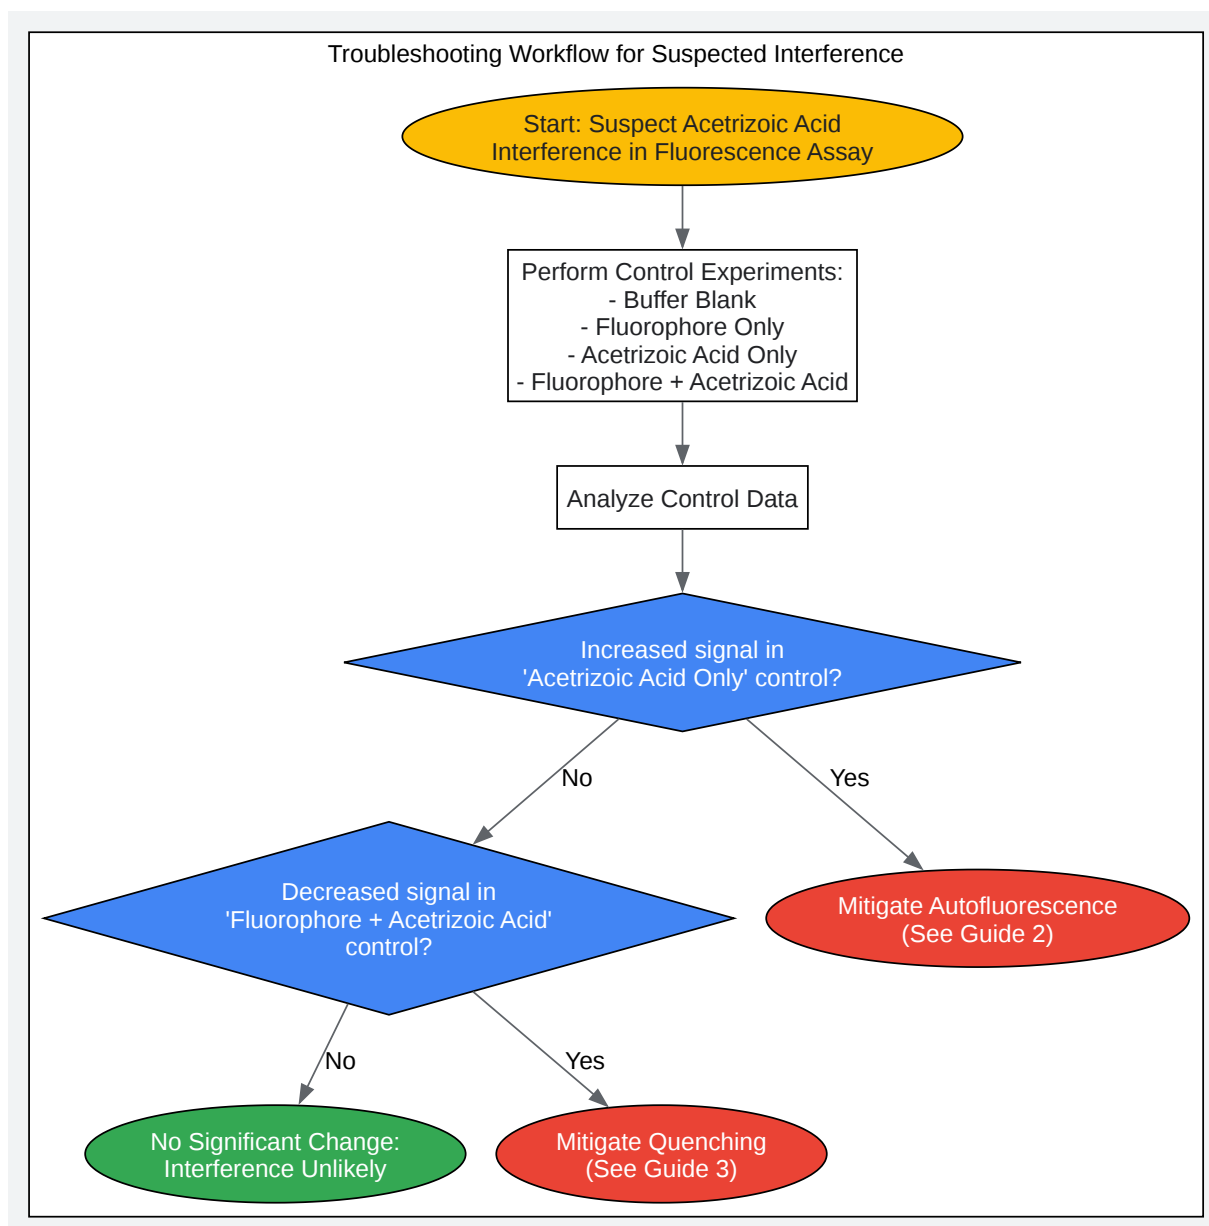 Troubleshooting Workflow for Suspected Interference
Start: Suspect Acetrizoic Acid
Interference in Fluorescence Assay
Perform Control Experiments:
- Buffer Blank
- Fluorophore Only
- Acetrizoic Acid Only
- Fluorophore + Acetrizoic Acid
Analyze Control Data
Increased signal in
'Acetrizoic Acid Only' control?
No
Yes
Decreased signal in
'Fluorophore + Acetrizoic Acid'
control?
Mitigate Autofluorescence
(See Guide 2)
No
Yes
No Significant Change:
Interference Unlikely
Mitigate Quenching
(See Guide 3)